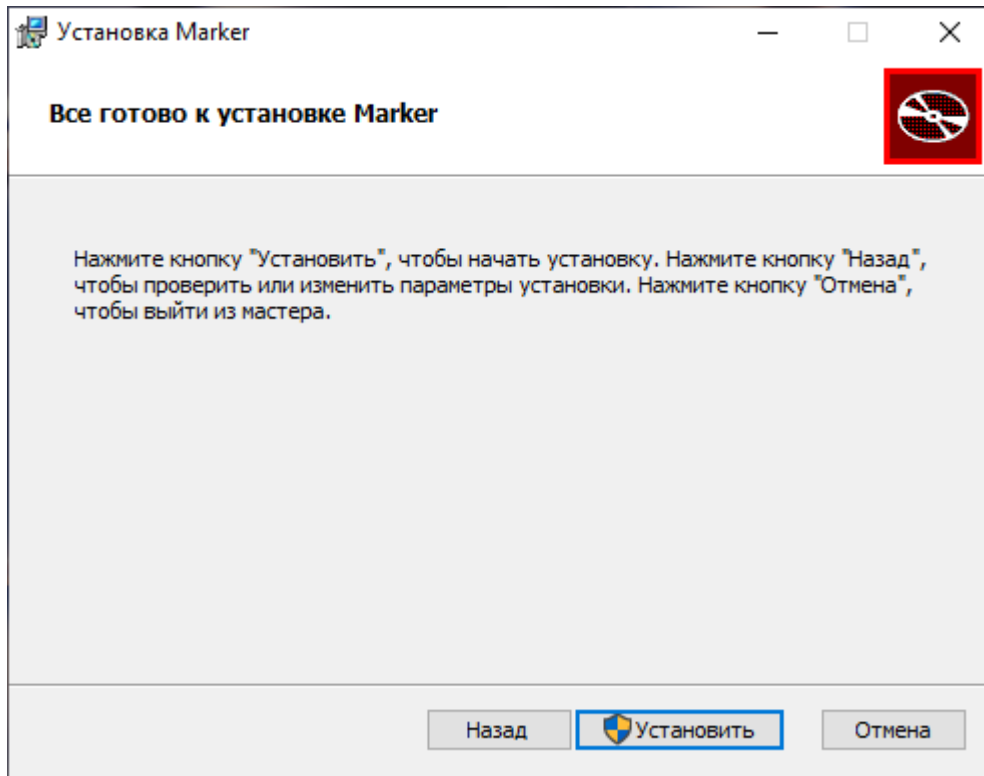 Установка Marker
Все готово к установке Marker
Нажмите кнопку "Установить", чтобы начать установку. Нажмите кнопку "Назад",
чтобы проверить или изменить параметры установки. Нажмите кнопку "Отмена",
чтобы выйти из мастера.
Назад
Установить
Отмена